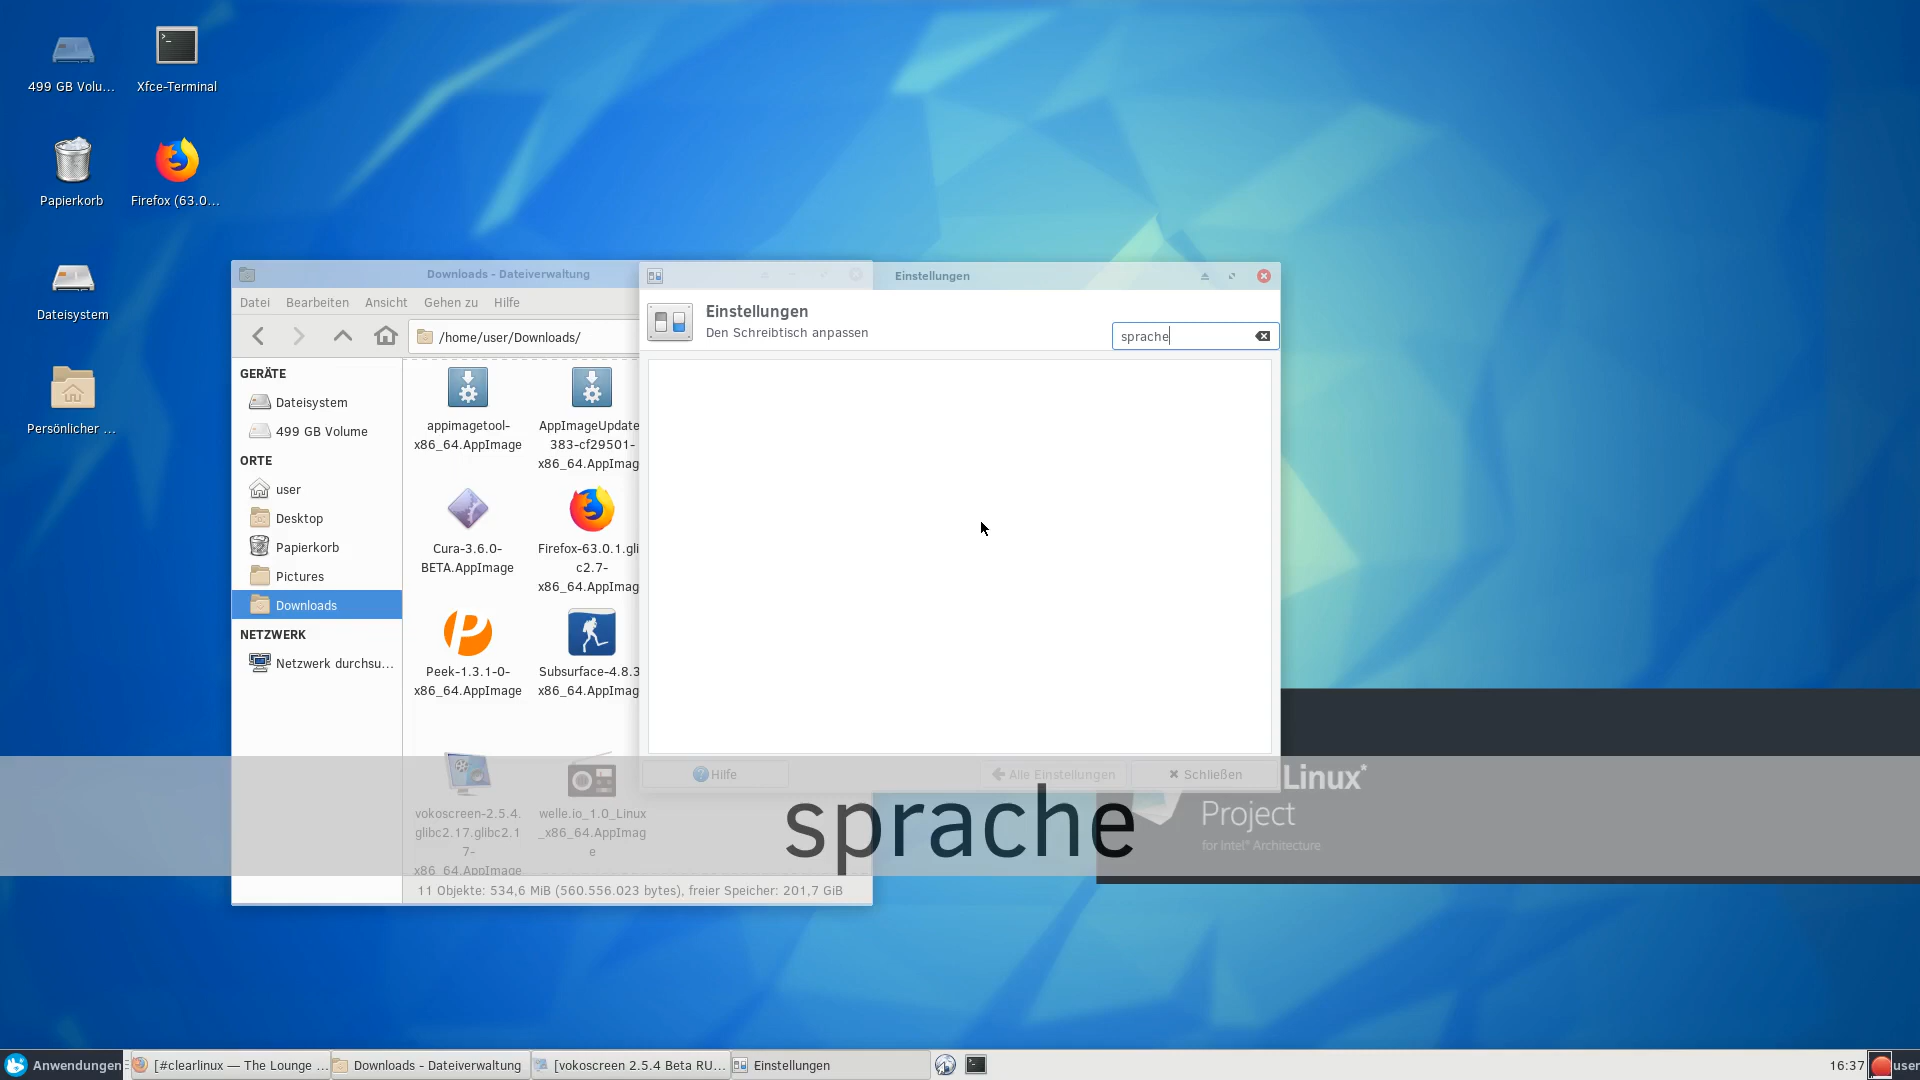 499 GB Volu...
Xfce-Terminal
Papierkorb
Firefox (63.0...
Dateisystem
Persönlicher ...
Downloads - Dateiverwaltung
Datei Bearbeiten Ansicht Gehen zu Hilfe
/home/user/Downloads/
GERÄTE
Dateisystem
499 GB Volume
ORTE
user
Desktop
Papierkorb
Pictures
Downloads
NETZWERK
Netzwerk durchsu...
appimagetool-
x86_64.AppImage
AppImageUpdate
383-cf29501-
x86_64.AppImag
Cura-3.6.0-
BETA.AppImage
Firefox-63.0.1.gli
c2.7-
x86_64.AppImag
Peek-1.3.1-0-
x86_64.AppImage
Subsurface-4.8.3
x86_64.AppImag
vokoscreen-2.5.4.
glibc2.17.glibc2.1
7-
x86_64.AppImage
welle.io_1.0_Linux
_x86_64.AppImag
e
11 Objekte: 534,6 MiB (560.556.023 bytes), freier Speicher: 201,7 GiB
Einstellungen
Einstellungen
Den Schreibtisch anpassen
sprache
Hilfe
Alle Einstellungen
Schließen
sprache
Linux*
Project
for Intel® Architecture
Anwendungen
[#clearlinux — The Lounge ...
Downloads - Dateiverwaltung
[vokoscreen 2.5.4 Beta RU...
Einstellungen
16:37
user